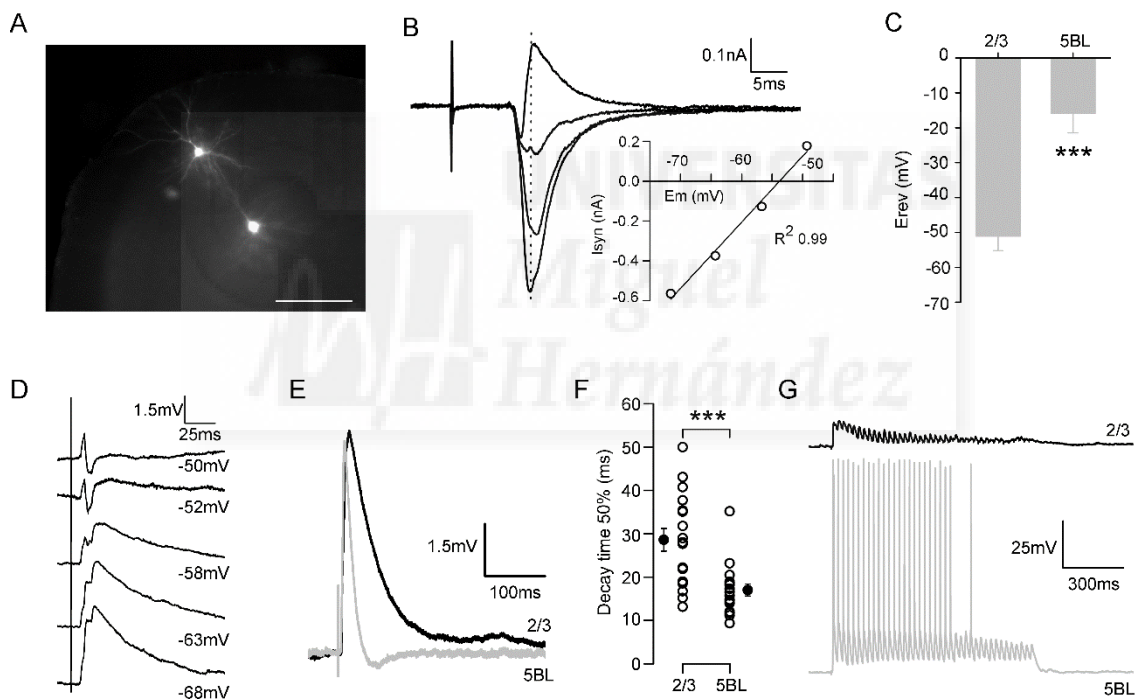 A
B
0.1nA
5ms
0.2
0.0
-0.2
-0.4
-0.6
-70
-60
-50
Em (mV)
Isyn (nA)
R2 0.99
C
2/3
5BL
0
-10
-20
-30
-40
-50
-60
-70
Erev (mV)
***
UNIVERSITAS
Miguel
Hernández
D
1.5mV
25ms
-50mV
-52mV
-58mV
-63mV
-68mV
E
1.5mV
100ms
2/3
5BL
F
60
50
40
30
20
10
0
Decay time 50% (ms)
***
2/3
5BL
G
2/3
25mV
300ms
5BL